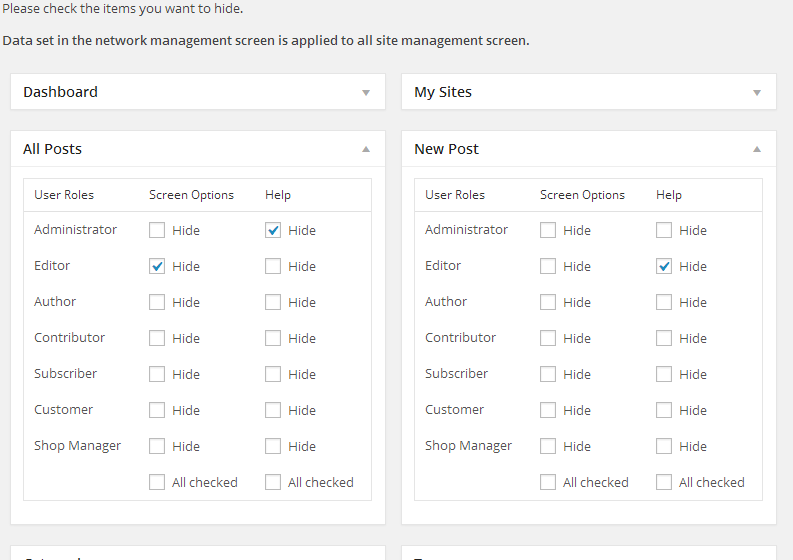 Please check the items you want to hide.
Data set in the network management screen is applied to all site management screen.
Dashboard
My Sites
All Posts
User Roles Screen Options Help
Administrator Hide Hide
Editor Hide Hide
Author Hide Hide
Contributor Hide Hide
Subscriber Hide Hide
Customer Hide Hide
Shop Manager Hide Hide
All checked All checked
New Post
User Roles Screen Options Help
Administrator Hide Hide
Editor Hide Hide
Author Hide Hide
Contributor Hide Hide
Subscriber Hide Hide
Customer Hide Hide
Shop Manager Hide Hide
All checked All checked